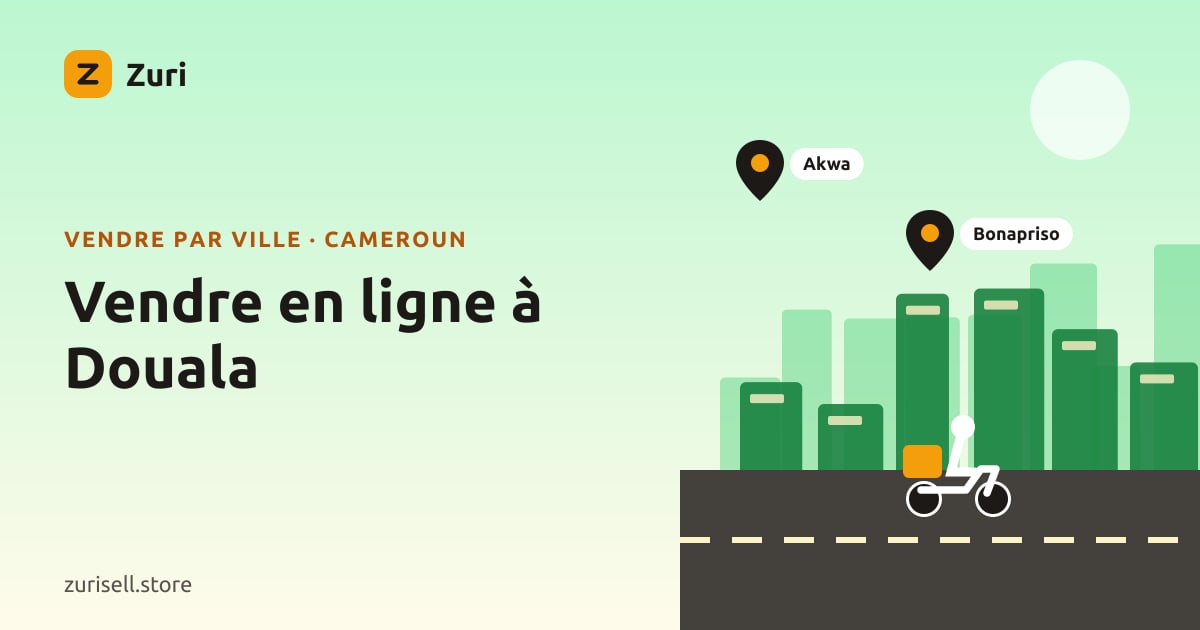 Zuri
Akwa
Bonapriso
VENDRE PAR VILLE · CAMEROUN
Vendre en ligne à
Douala
zurisell.store